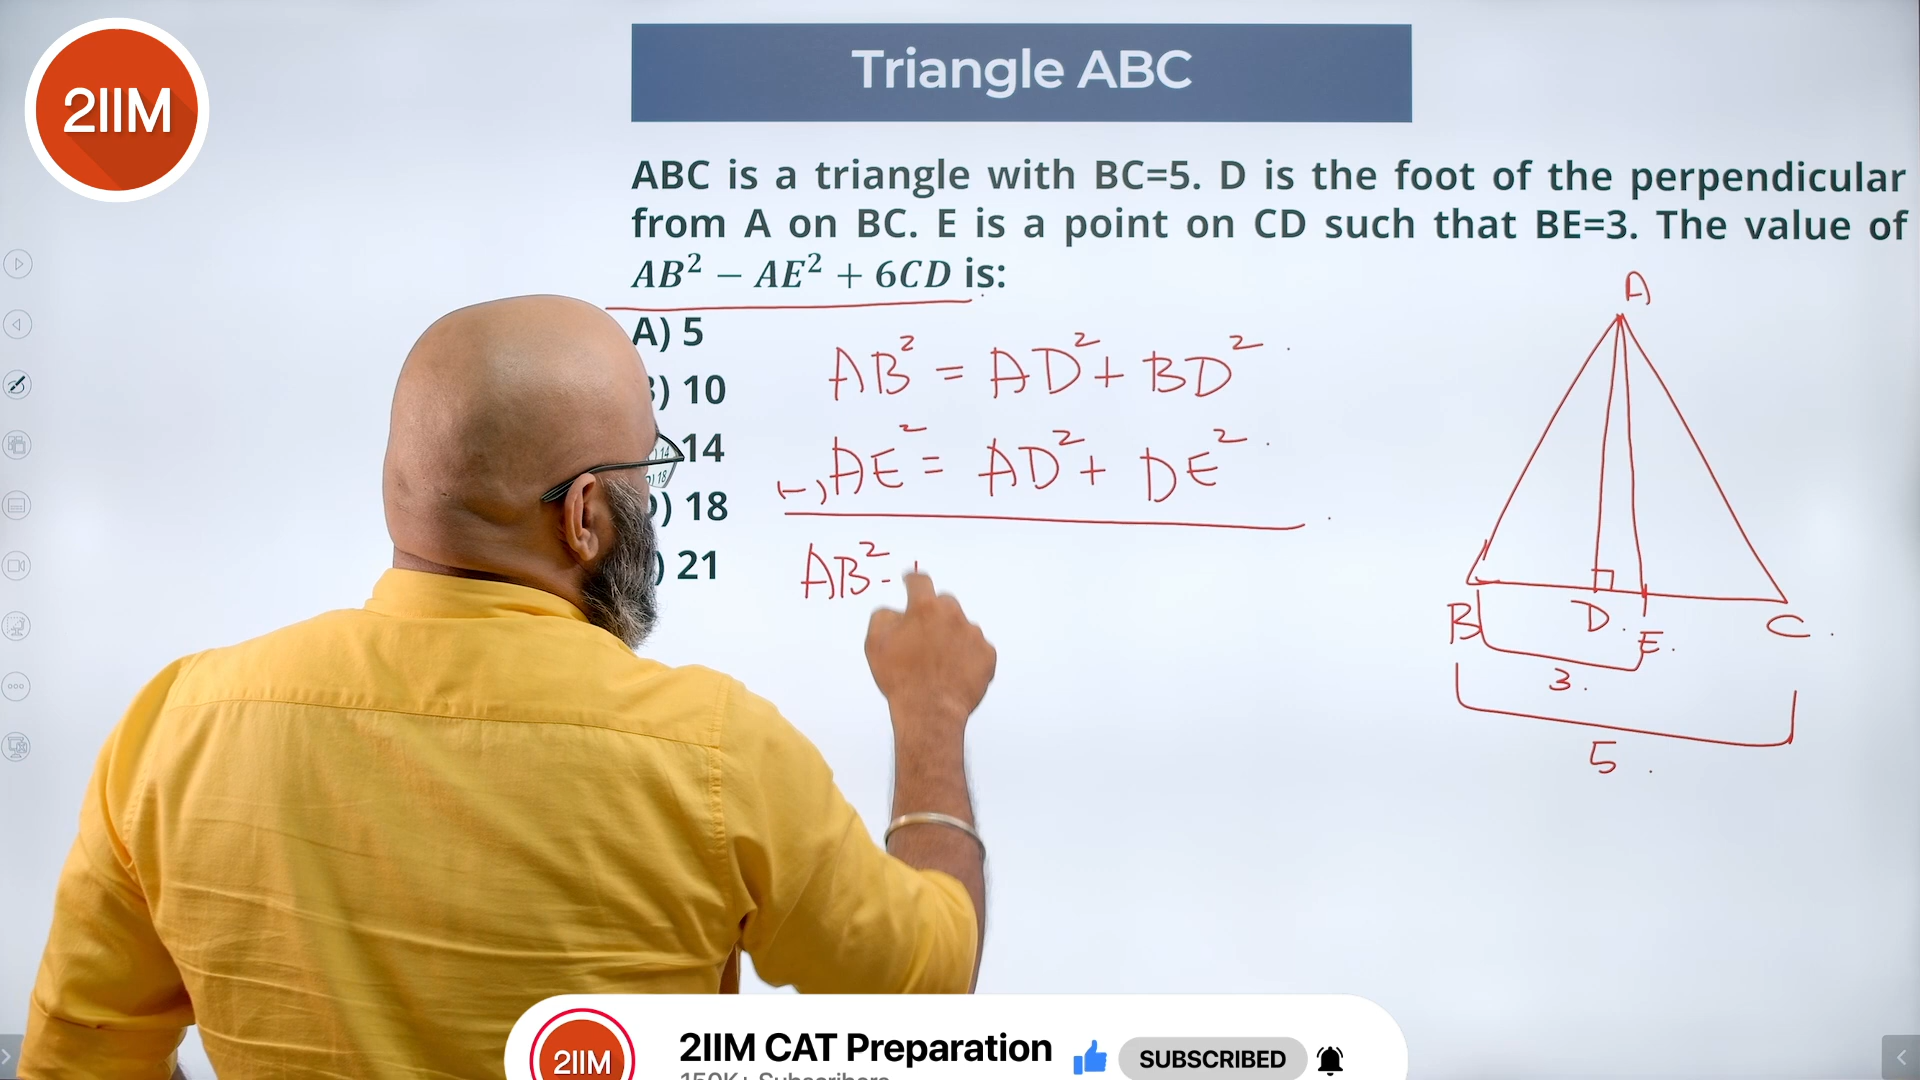 2IIM
Triangle ABC
ABC is a triangle with BC=5. D is the foot of the perpendicular
from A on BC. E is a point on CD such that BE=3. The value of
AB² − AE² + 6CD is:
A) 5
) 10
14
) 18
) 21
AB² = AD² + BD²
(-) AE² = AD² + DE²
AB² -
A
B
D
E
C
3
5
2IIM
2IIM CAT Preparation
SUBSCRIBED
150K+ Subscribers